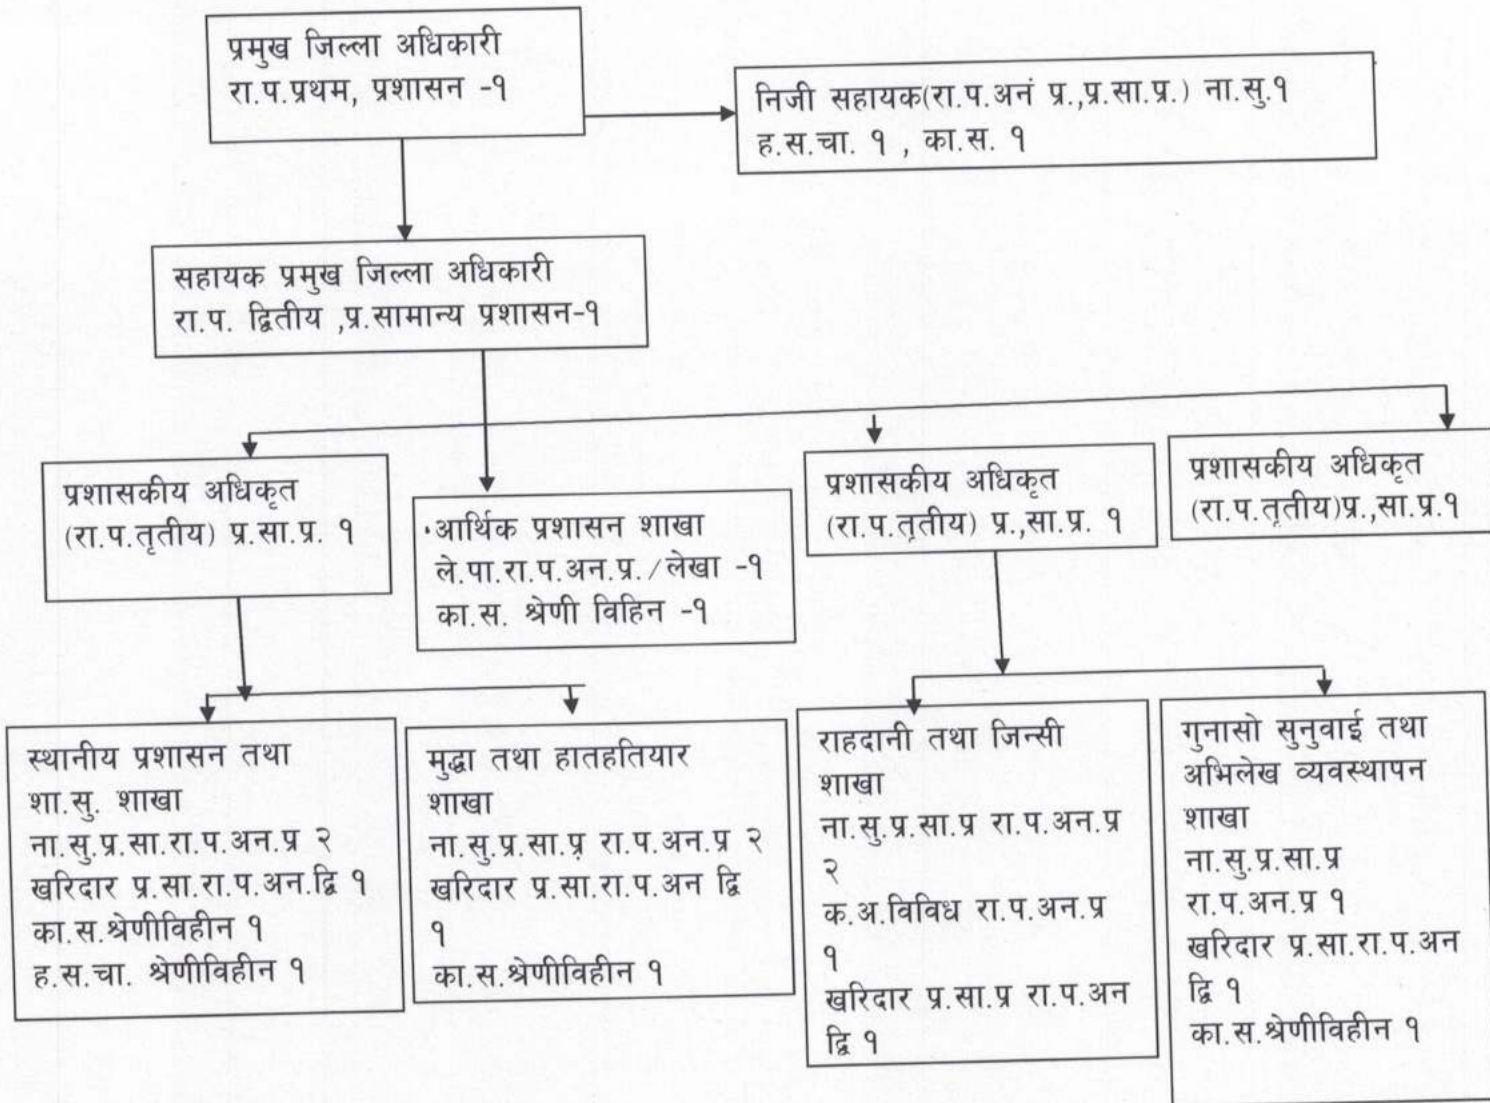 प्रमुख जिल्ला अधिकारी
रा.प.प्रथम, प्रशासन -१
निजी सहायक(रा.प.अनं प्र.,प्र.सा.प्र.) ना.सु.१
ह.स.चा. १ , का.स. १
सहायक प्रमुख जिल्ला अधिकारी
रा.प. द्वितीय ,प्र.सामान्य प्रशासन-१
प्रशासकीय अधिकृत
(रा.प.तृतीय) प्र.सा.प्र. १
आर्थिक प्रशासन शाखा
ले.पा.रा.प.अन.प्र./लेखा -१
का.स. श्रेणी विहिन -१
प्रशासकीय अधिकृत
(रा.प.तृतीय) प्र.,सा.प्र. १
प्रशासकीय अधिकृत
(रा.प.तृतीय)प्र.,सा.प्र.१
स्थानीय प्रशासन तथा
शा.सु. शाखा
ना.सु.प्र.सा.रा.प.अन.प्र २
खरिदार प्र.सा.रा.प.अन.द्वि १
का.स.श्रेणीविहीन १
ह.स.चा. श्रेणीविहीन १
मुद्धा तथा हातहतियार
शाखा
ना.सु.प्र.सा.प्र रा.प.अन.प्र २
खरिदार प्र.सा.रा.प.अन द्वि
१
का.स.श्रेणीविहीन १
राहदानी तथा जिन्सी
शाखा
ना.सु.प्र.सा.प्र रा.प.अन.प्र
२
क.अ.विविध रा.प.अन.प्र
१
खरिदार प्र.सा.प्र रा.प.अन
द्वि १
गुनासो सुनुवाई तथा
अभिलेख व्यवस्थापन
शाखा
ना.सु.प्र.सा.प्र
रा.प.अन.प्र १
खरिदार प्र.सा.रा.प.अन
द्वि १
का.स.श्रेणीविहीन १